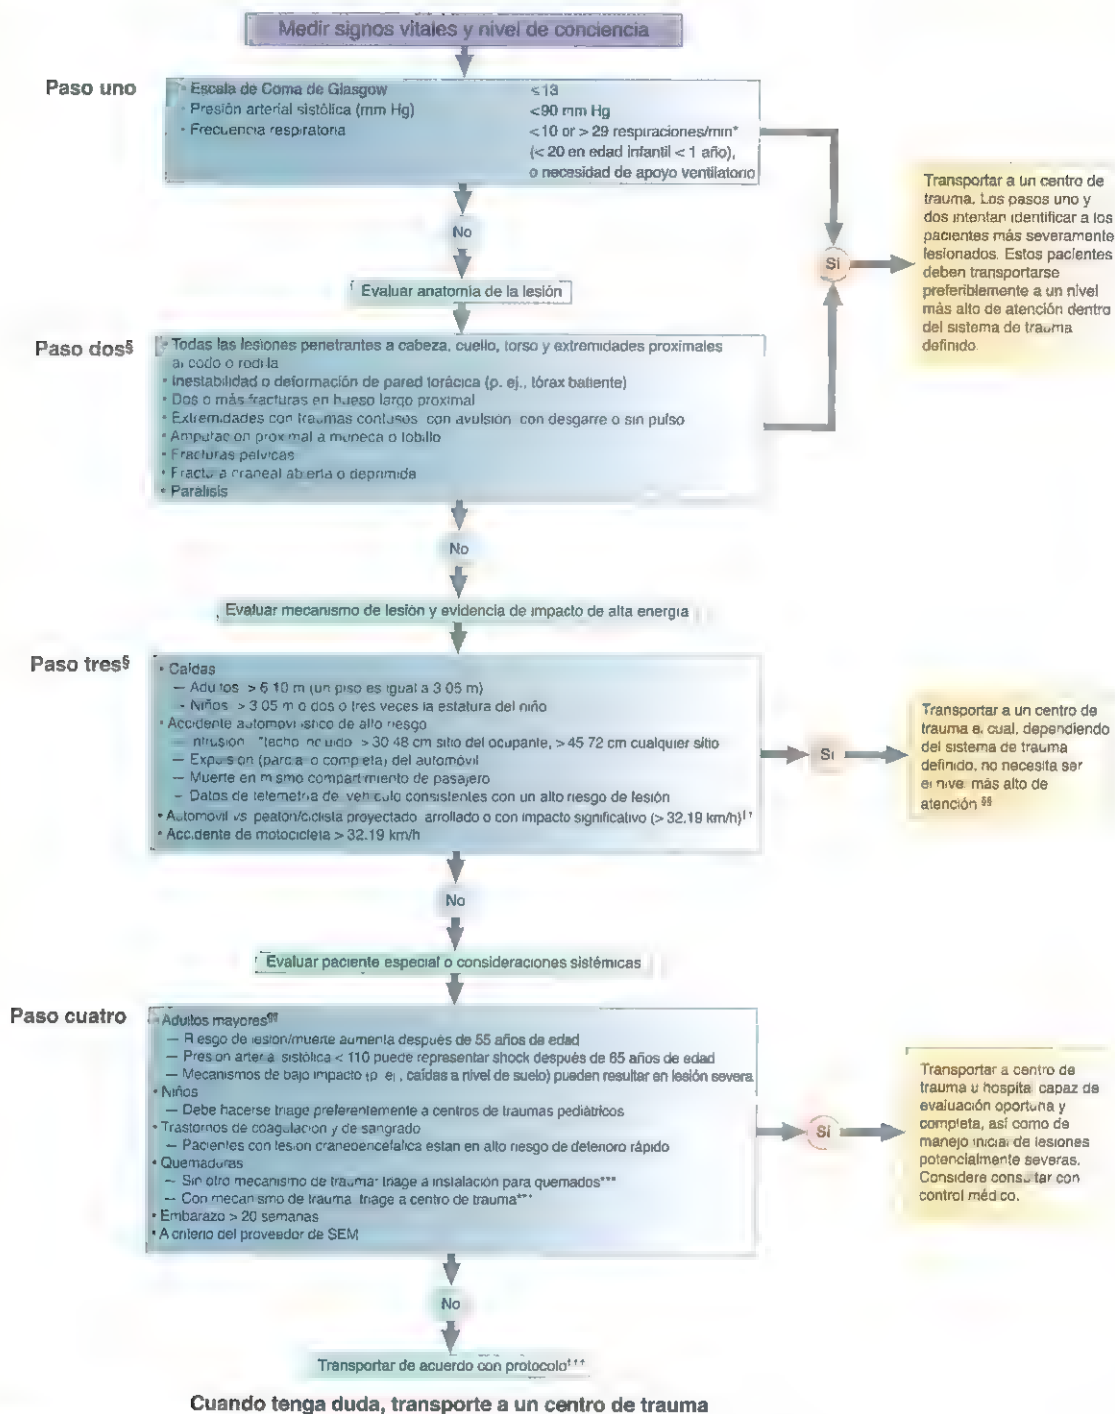 Medir signos vitales y nivel de conciencia
Paso uno
• Escala de Coma de Glasgow ≤13
• Presión arterial sistólica (mm Hg) <90 mm Hg
• Frecuencia respiratoria <10 or > 29 respiraciones/min*
(< 20 en edad infantil < 1 año),
o necesidad de apoyo ventilatorio
No
Sí
Transportar a un centro de
trauma. Los pasos uno y
dos intentan identificar a los
pacientes más severamente
lesionados. Estos pacientes
deben transportarse
preferiblemente a un nivel
más alto de atención dentro
del sistema de trauma
definido.
Evaluar anatomía de la lesión
Paso dos§
• Todas las lesiones penetrantes a cabeza, cuello, torso y extremidades proximales
al codo o rodilla
• Inestabilidad o deformación de pared torácica (p. ej., tórax batiente)
• Dos o más fracturas en hueso largo proximal
• Extremidades con traumas contusos, con avulsión, con desgarre o sin pulso
• Amputación proximal a muñeca o tobillo
• Fracturas pélvicas
• Fractura craneal abierta o deprimida
• Parálisis
No
Evaluar mecanismo de lesión y evidencia de impacto de alta energía
Paso tres§
• Caídas
— Adultos > 6.10 m (un piso es igual a 3.05 m)
— Niños > 3.05 m o dos o tres veces la estatura del niño
• Accidente automovilístico de alto riesgo
— Intrusión, techo incluido > 30.48 cm sitio del ocupante, > 45.72 cm cualquier sitio
— Expulsión (parcial o completa) del automóvil
— Muerte en mismo compartimiento de pasajero
— Datos de telemetría de vehículo consistentes con un alto riesgo de lesión
• Automóvil vs peatón/ciclista proyectado arrollado o con impacto significativo (> 32.19 km/h)
• Accidente de motocicleta > 32.19 km/h
Sí
Transportar a un centro de
trauma el cual, dependiendo
del sistema de trauma
definido, no necesita ser
el nivel más alto de
atención §§
No
Evaluar paciente especial o consideraciones sistémicas
Paso cuatro
• Adultos mayores¶¶
— Riesgo de lesión/muerte aumenta después de 55 años de edad
— Presión arterial sistólica < 110 puede representar shock después de 65 años de edad
— Mecanismos de bajo impacto (p. ej., caídas a nivel de suelo) pueden resultar en lesión severa
• Niños
— Debe hacerse triage preferentemente a centros de traumas pediátricos
• Trastornos de coagulación y de sangrado
— Pacientes con lesión craneoencefálica están en alto riesgo de deterioro rápido
• Quemaduras
— Sin otro mecanismo de trauma: triage a instalación para quemados***
— Con mecanismo de trauma: triage a centro de trauma***
• Embarazo > 20 semanas
• A criterio del proveedor de SEM
Sí
Transportar a centro de
trauma u hospital capaz de
evaluación oportuna y
completa, así como de
manejo inicial de lesiones
potencialmente severas.
Considere consultar con
control médico.
No
Transportar de acuerdo con protocolo†††
Cuando tenga duda, transporte a un centro de trauma